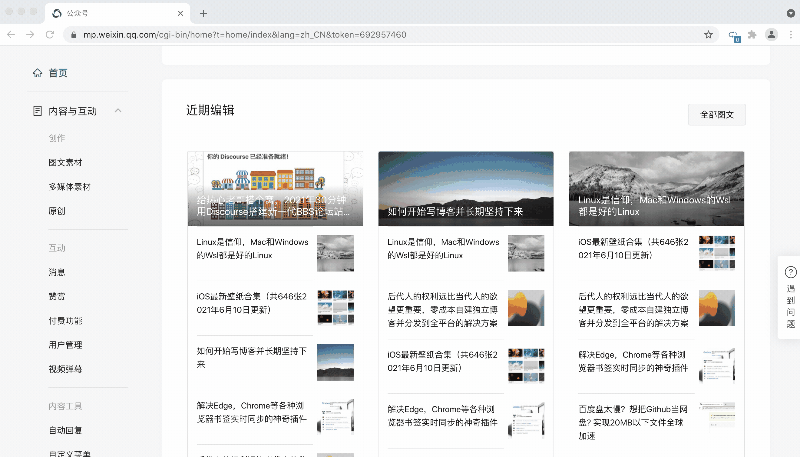 公众号
mp.weixin.qq.com/cgi-bin/home?t=home/index&lang=zh_CN&token=692957460
首页
内容与互动
创作
图文素材
多媒体素材
原创
互动
消息
赞赏
付费功能
用户管理
视频弹幕
内容工具
自动回复
自定义菜单
近期编辑
全部图文
你的 Discourse 已经准备就绪!
2021年30分钟
用Discourse搭建新一代BBS论坛站...
Linux是信仰，Mac和Windows
的Wsl都是好的Linux
iOS最新壁纸合集（共646张2
021年6月10日更新）
如何开始写博客并长期坚持下
来
解决Edge，Chrome等各种浏
览器书签实时同步的神奇插件
如何开始写博客并长期坚持下来
Linux是信仰，Mac和Windows
的Wsl都是好的Linux
后代人的权利远比当代人的欲
望更重要，零成本自建独立博
客并分发到全平台的解决方案
iOS最新壁纸合集（共646张2
021年6月10日更新）
解决Edge，Chrome等各种浏
览器书签实时同步的神奇插件
Linux是信仰，Mac和Windows的Wsl
都是好的Linux
iOS最新壁纸合集（共646张2
021年6月10日更新）
后代人的权利远比当代人的欲
望更重要，零成本自建独立博
客并分发到全平台的解决方案
解决Edge，Chrome等各种浏
览器书签实时同步的神奇插件
百度盘太慢？想把Github当网
盘？实现20MB以下文件全球
加速
遇
到
问
题